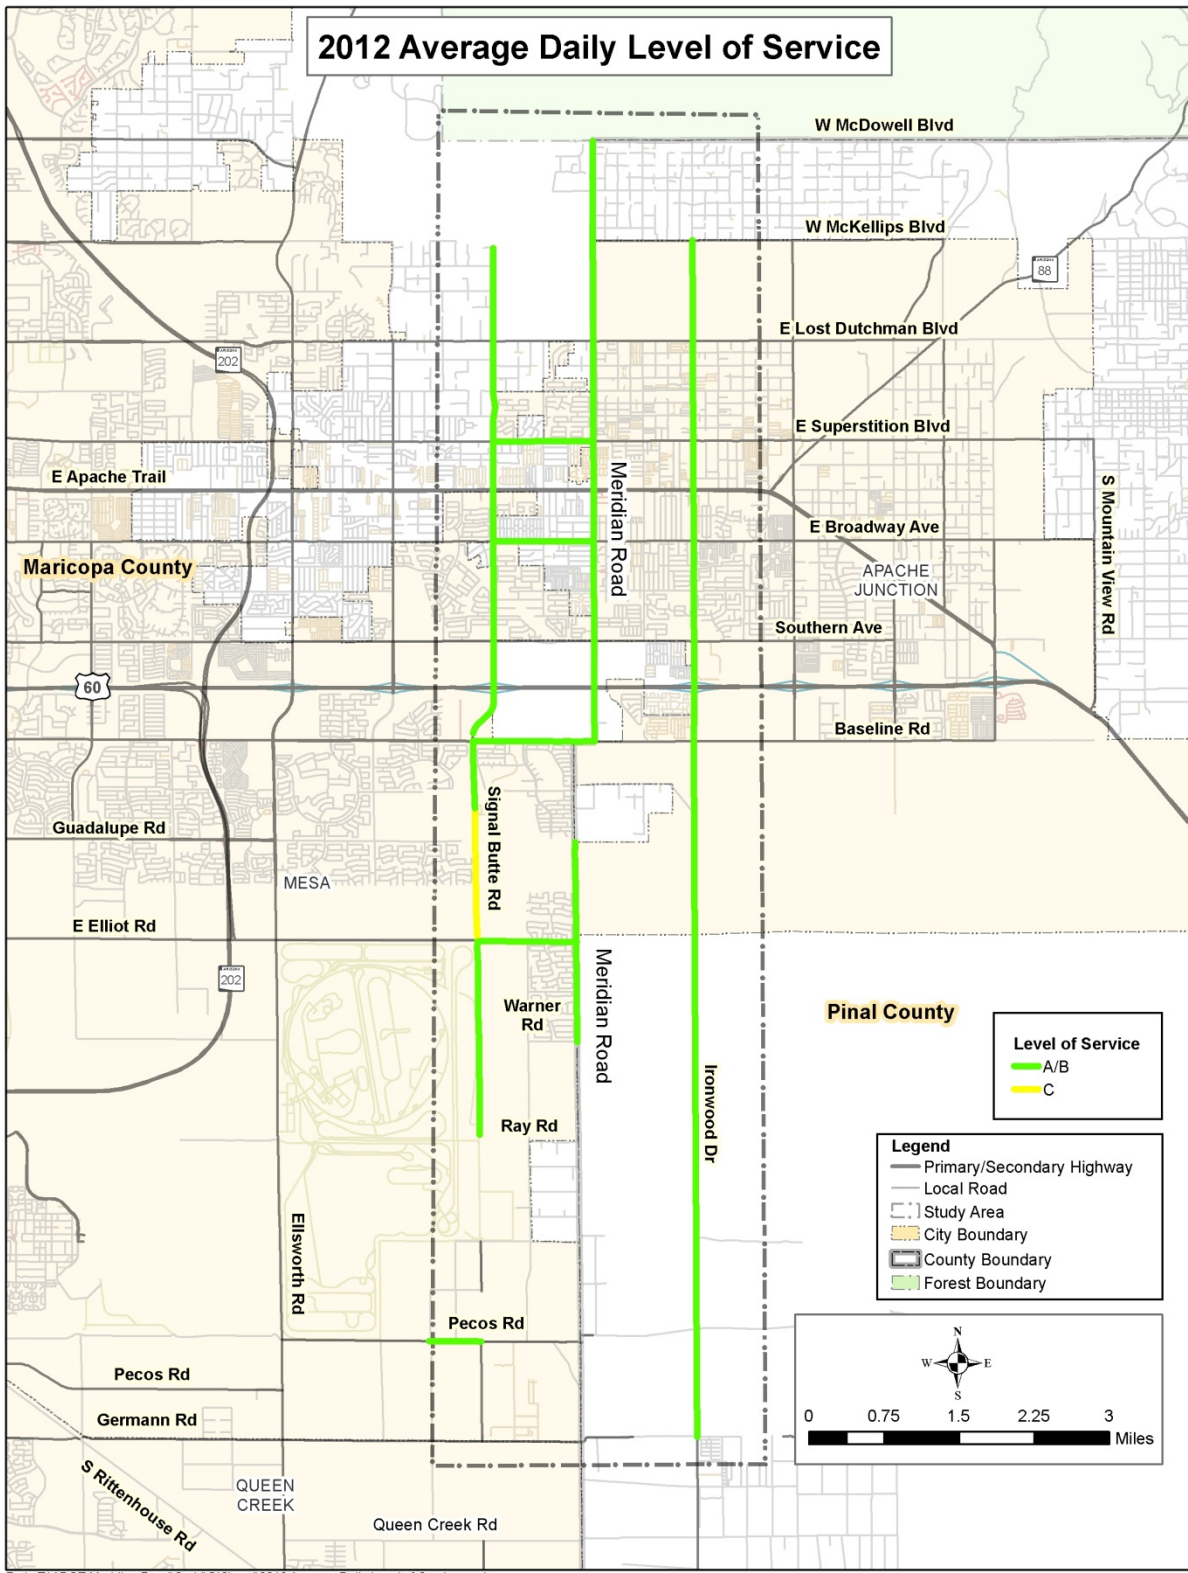 2012 Average Daily Level of Service
W McDowell Blvd
W McKellips Blvd
ARIZONA
88
E Lost Dutchman Blvd
ARIZONA
202
E Superstition Blvd
E Apache Trail
Meridian Road
S Mountain View Rd
E Broadway Ave
Maricopa County
APACHE
JUNCTION
Southern Ave
60
Baseline Rd
Signal Butte Rd
Guadalupe Rd
MESA
E Elliot Rd
ARIZONA
202
Meridian Road
Warner
Rd
Pinal County
Level of Service
A/B
C
Ironwood Dr
Ray Rd
Legend
Primary/Secondary Highway
Local Road
Study Area
City Boundary
County Boundary
Forest Boundary
Ellsworth Rd
Pecos Rd
N
W
E
S
Pecos Rd
Germann Rd
0 0.75 1.5 2.25 3
Miles
S Rittenhouse Rd
QUEEN
CREEK
Queen Creek Rd